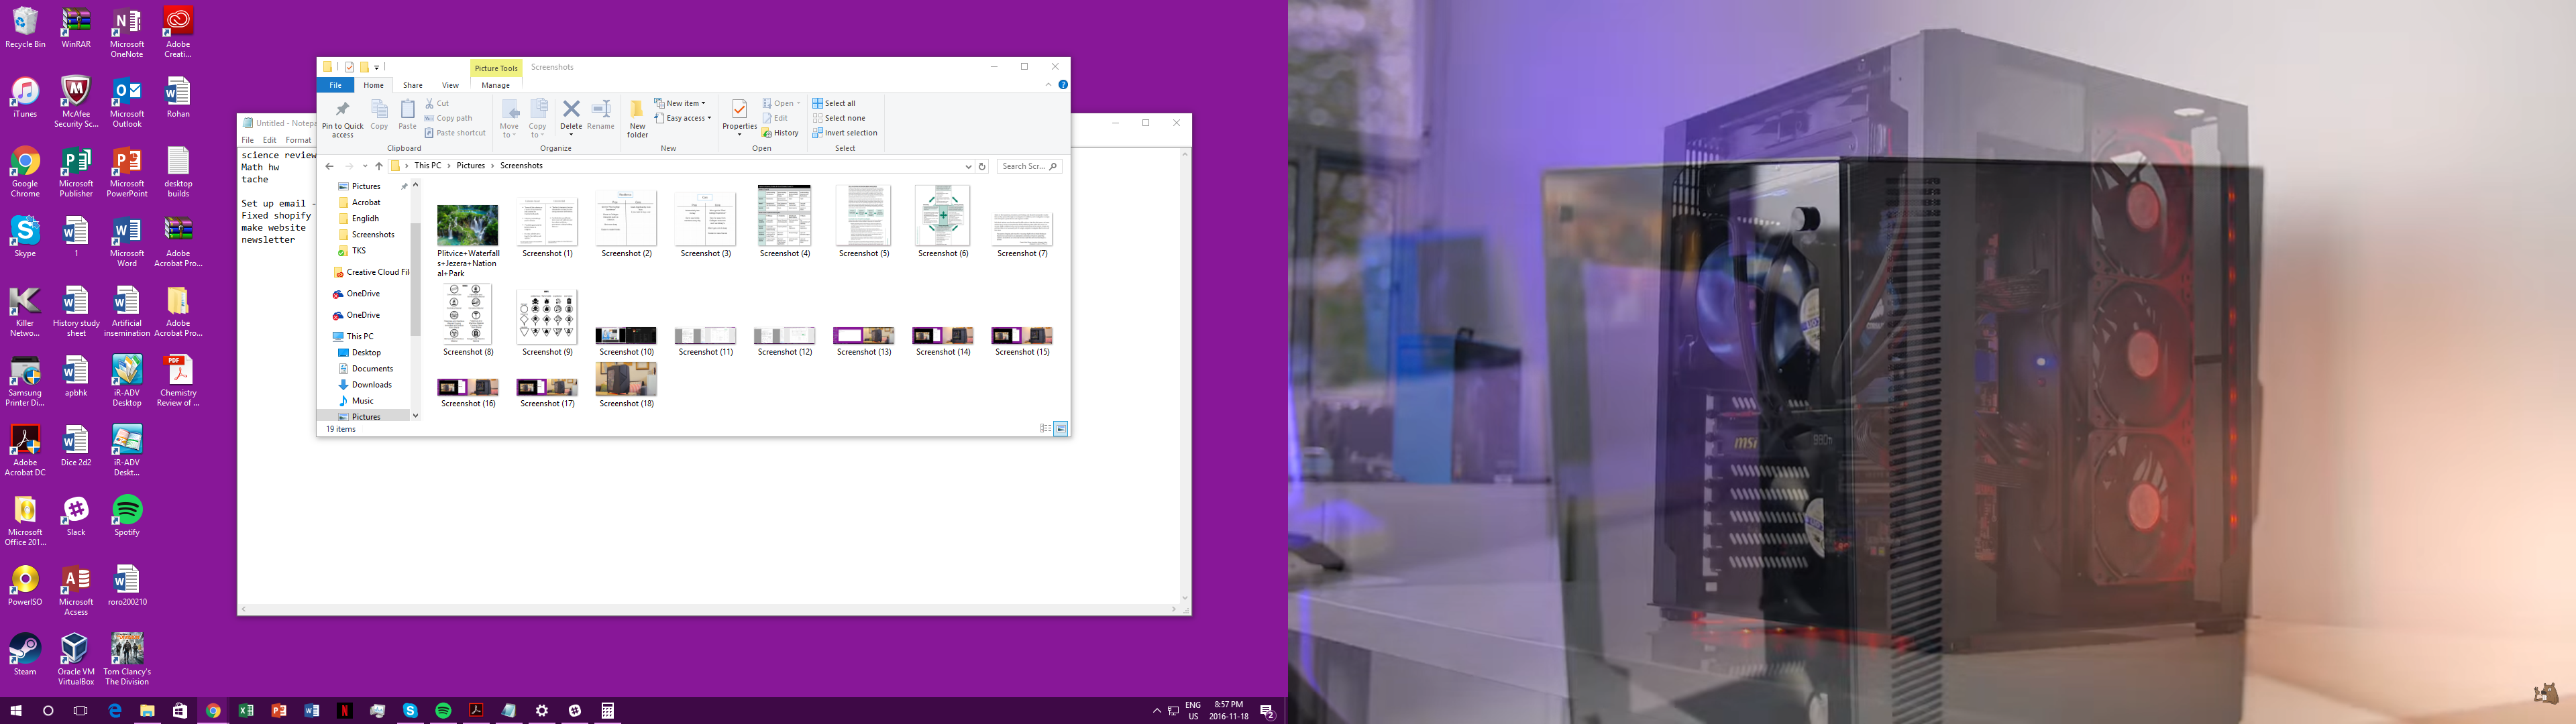 Recycle Bin
WinRAR
Microsoft
OneNote
Adobe
Creati...
iTunes
McAfee
Security Sc...
Microsoft
Outlook
Rohan
Google
Chrome
Microsoft
Publisher
Microsoft
PowerPoint
desktop
builds
Skype
1
Microsoft
Word
Adobe
Acrobat Pro...
Killer
Netwo...
History study
sheet
Artificial
insemination
Adobe
Acrobat Pro...
Samsung
Printer Di...
apbhk
iR-ADV
Desktop
Chemistry
Review of ...
Adobe
Acrobat DC
Dice 2d2
iR-ADV
Deskt...
Microsoft
Office 201...
Slack
Spotify
PowerISO
Microsoft
Acsess
roro200210
Steam
Oracle VM
VirtualBox
Tom Clancy's
The Division
Untitled - Notepa
File Edit Format
science review
Math hw
tache
Set up email -
Fixed shopify
make website
newsletter
Picture Tools
Screenshots
File Home Share View Manage
Pin to Quick
access
Copy
Paste
Cut
Copy path
Paste shortcut
Clipboard
Move
to
Copy
to
Delete
Rename
Organize
New
folder
New item
Easy access
New
Properties
Open
Edit
History
Open
Select all
Select none
Invert selection
Select
This PC > Pictures > Screenshots
Search Scr...
Pictures
Acrobat
Englidh
Screenshots
TKS
Creative Cloud Fil
OneDrive
OneDrive
This PC
Desktop
Documents
Downloads
Music
Pictures
Plitvice+Waterfall
s+Jezera+Nation
al+Park
Screenshot (1)
Screenshot (2)
Screenshot (3)
Screenshot (4)
Screenshot (5)
Screenshot (6)
Screenshot (7)
Screenshot (8)
Screenshot (9)
Screenshot (10)
Screenshot (11)
Screenshot (12)
Screenshot (13)
Screenshot (14)
Screenshot (15)
Screenshot (16)
Screenshot (17)
Screenshot (18)
19 items
msi
ENG
US
8:57 PM
2016-11-18
2